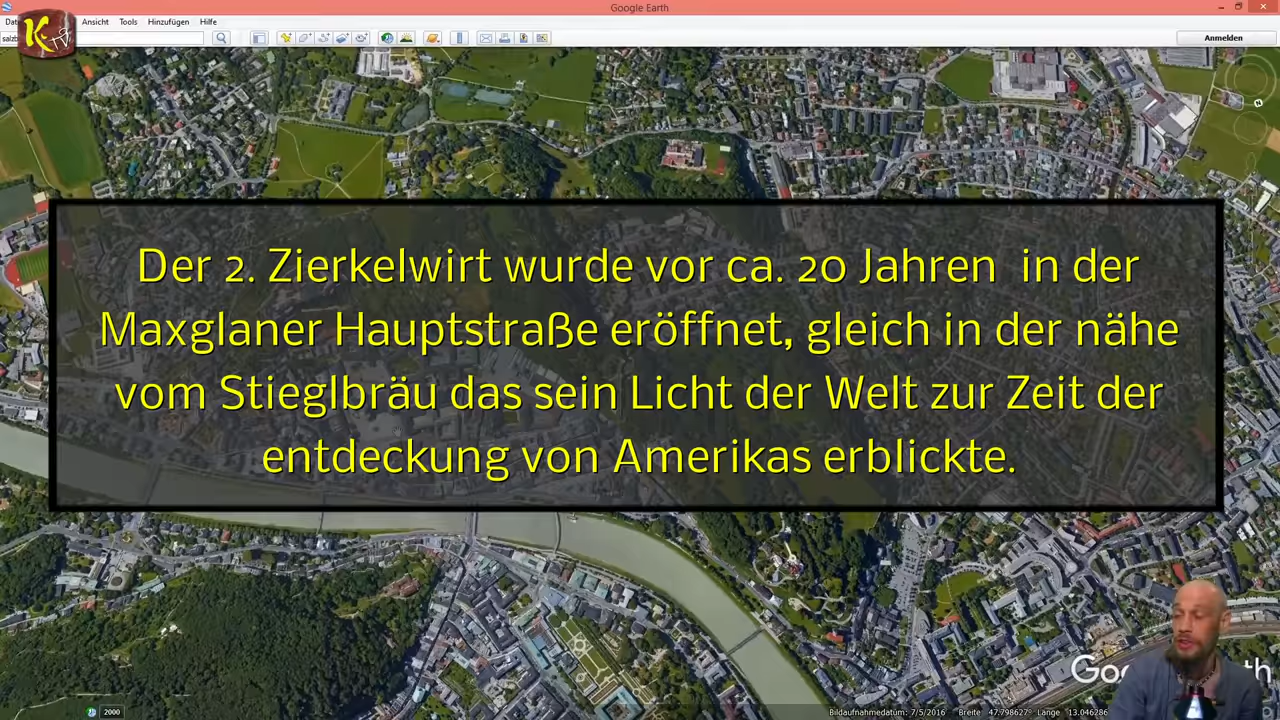 Google Earth
Ansicht Tools Hinzufügen Hilfe
Anmelden
K TV
Der 2. Zierkelwirt wurde vor ca. 20 Jahren in der
Maxglaner Hauptstraße eröffnet, gleich in der nähe
vom Stieglbräu das sein Licht der Welt zur Zeit der
entdeckung von Amerikas erblickte.
2000
Bildaufnahmedatum: 7/5/2016 Breite 47.798627° Länge 13.046286